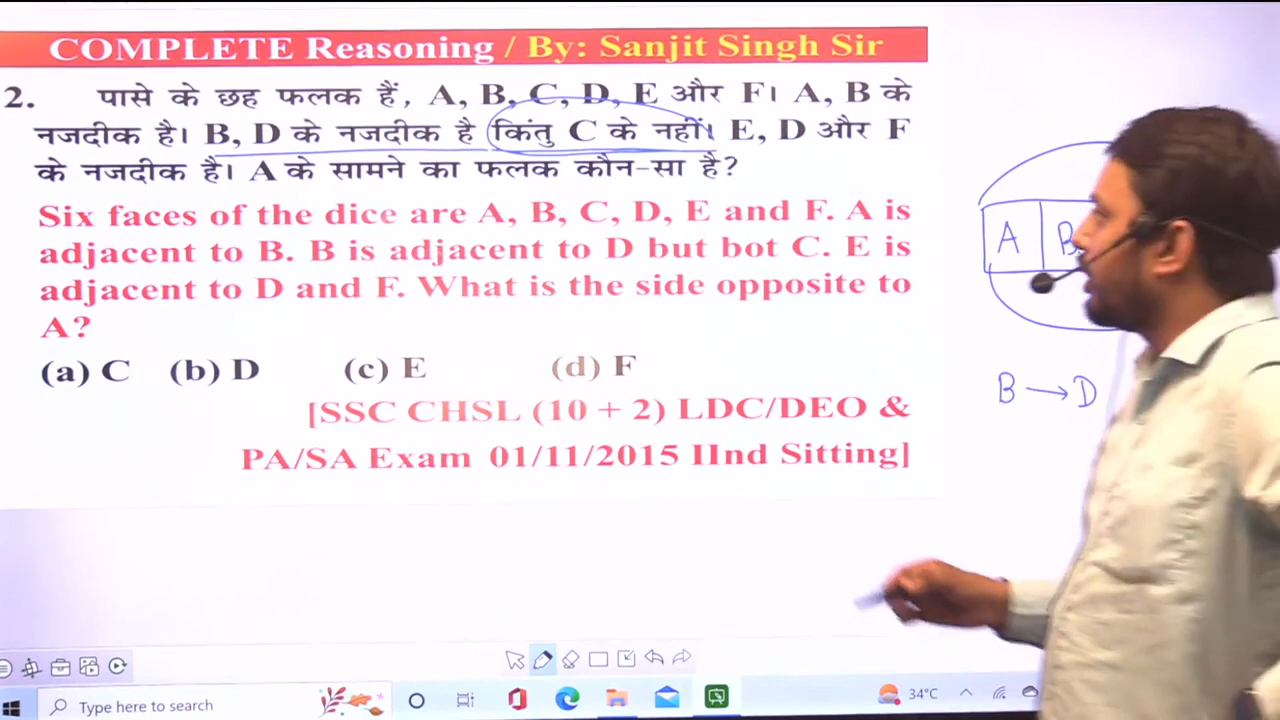 COMPLETE Reasoning / By: Sanjit Singh Sir
2. पासे के छह फलक हैं, A, B, C, D, E और F। A, B के
नजदीक है। B, D के नजदीक है किंतु C के नहीं। E, D और F
के नजदीक है। A के सामने का फलक कौन-सा है?
Six faces of the dice are A, B, C, D, E and F. A is
adjacent to B. B is adjacent to D but bot C. E is
adjacent to D and F. What is the side opposite to
A?
(a) C (b) D (c) E (d) F
[SSC CHSL (10 + 2) LDC/DEO &
PA/SA Exam 01/11/2015 IInd Sitting]
A B
B → D
Type here to search
34°C